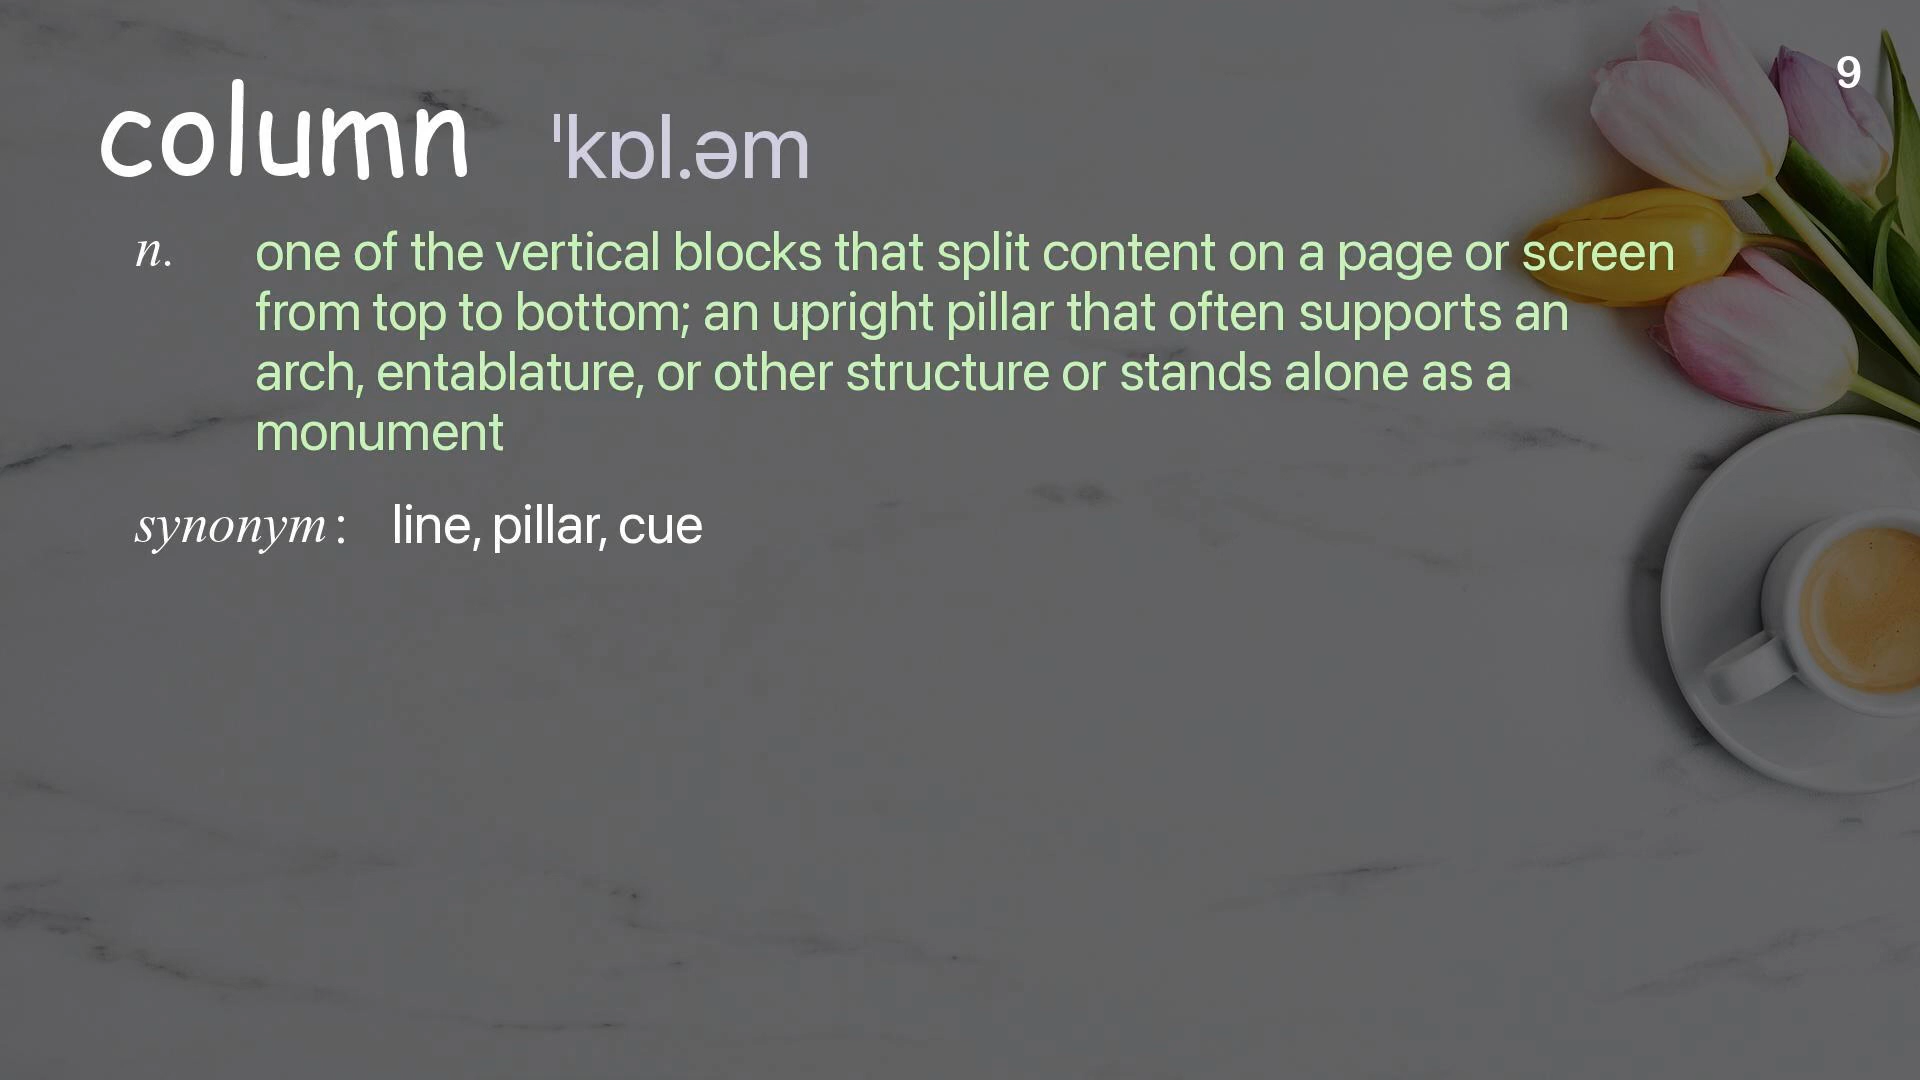 9
column ˈkɒl.əm
n. one of the vertical blocks that split content on a page or screen
from top to bottom; an upright pillar that often supports an
arch, entablature, or other structure or stands alone as a
monument
synonym: line, pillar, cue